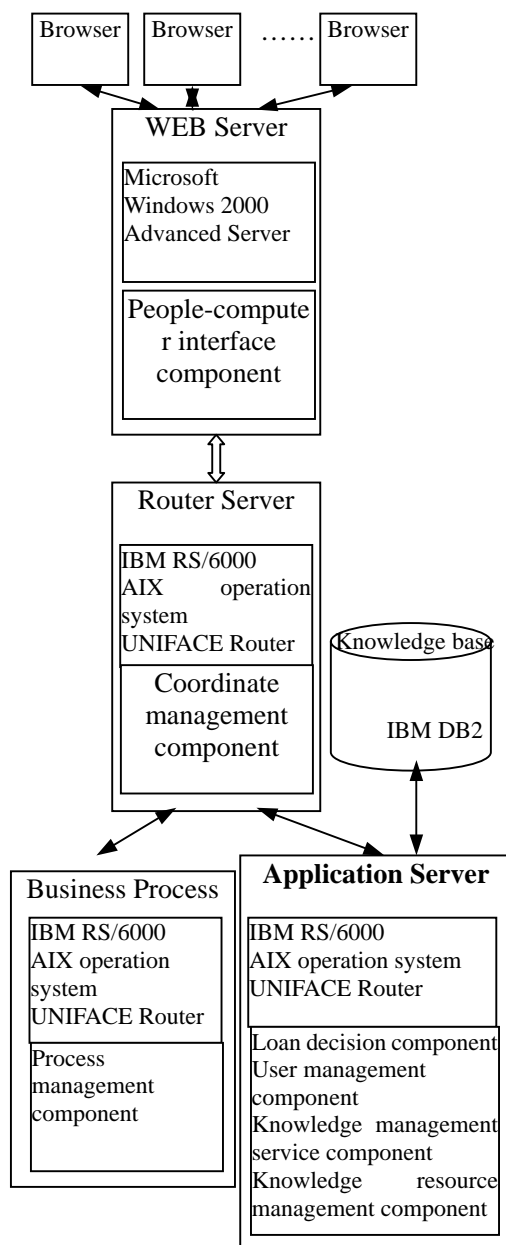 Browser Browser …… Browser
WEB Server
Microsoft
Windows 2000
Advanced Server
People-compute
r interface
component
Router Server
IBM RS/6000
AIX operation
system
UNIFACE Router
Coordinate
management
component
Knowledge base
IBM DB2
Business Process
IBM RS/6000
AIX operation
system
UNIFACE Router
Process
management
component
Application Server
IBM RS/6000
AIX operation system
UNIFACE Router
Loan decision component
User management
component
Knowledge management
service component
Knowledge resource
management component